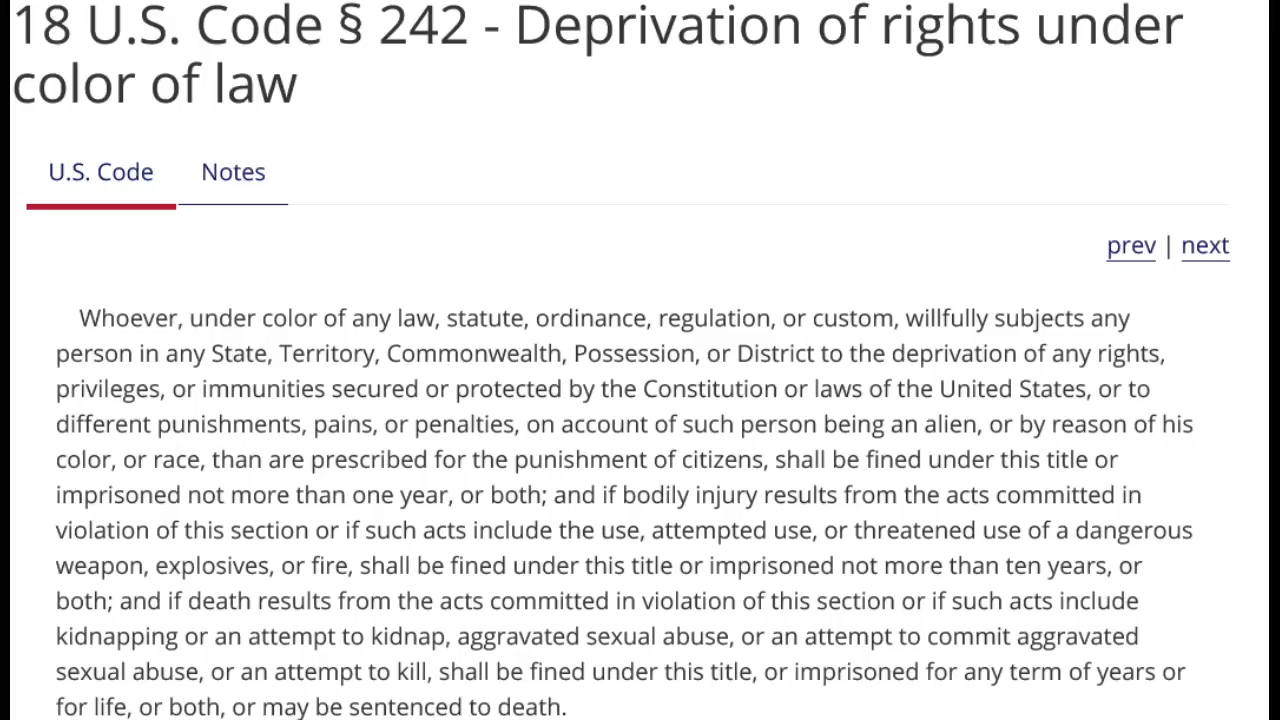 18 U.S. Code § 242 - Deprivation of rights under
color of law
U.S. Code Notes
prev | next
Whoever, under color of any law, statute, ordinance, regulation, or custom, willfully subjects any
person in any State, Territory, Commonwealth, Possession, or District to the deprivation of any rights,
privileges, or immunities secured or protected by the Constitution or laws of the United States, or to
different punishments, pains, or penalties, on account of such person being an alien, or by reason of his
color, or race, than are prescribed for the punishment of citizens, shall be fined under this title or
imprisoned not more than one year, or both; and if bodily injury results from the acts committed in
violation of this section or if such acts include the use, attempted use, or threatened use of a dangerous
weapon, explosives, or fire, shall be fined under this title or imprisoned not more than ten years, or
both; and if death results from the acts committed in violation of this section or if such acts include
kidnapping or an attempt to kidnap, aggravated sexual abuse, or an attempt to commit aggravated
sexual abuse, or an attempt to kill, shall be fined under this title, or imprisoned for any term of years or
for life, or both, or may be sentenced to death.